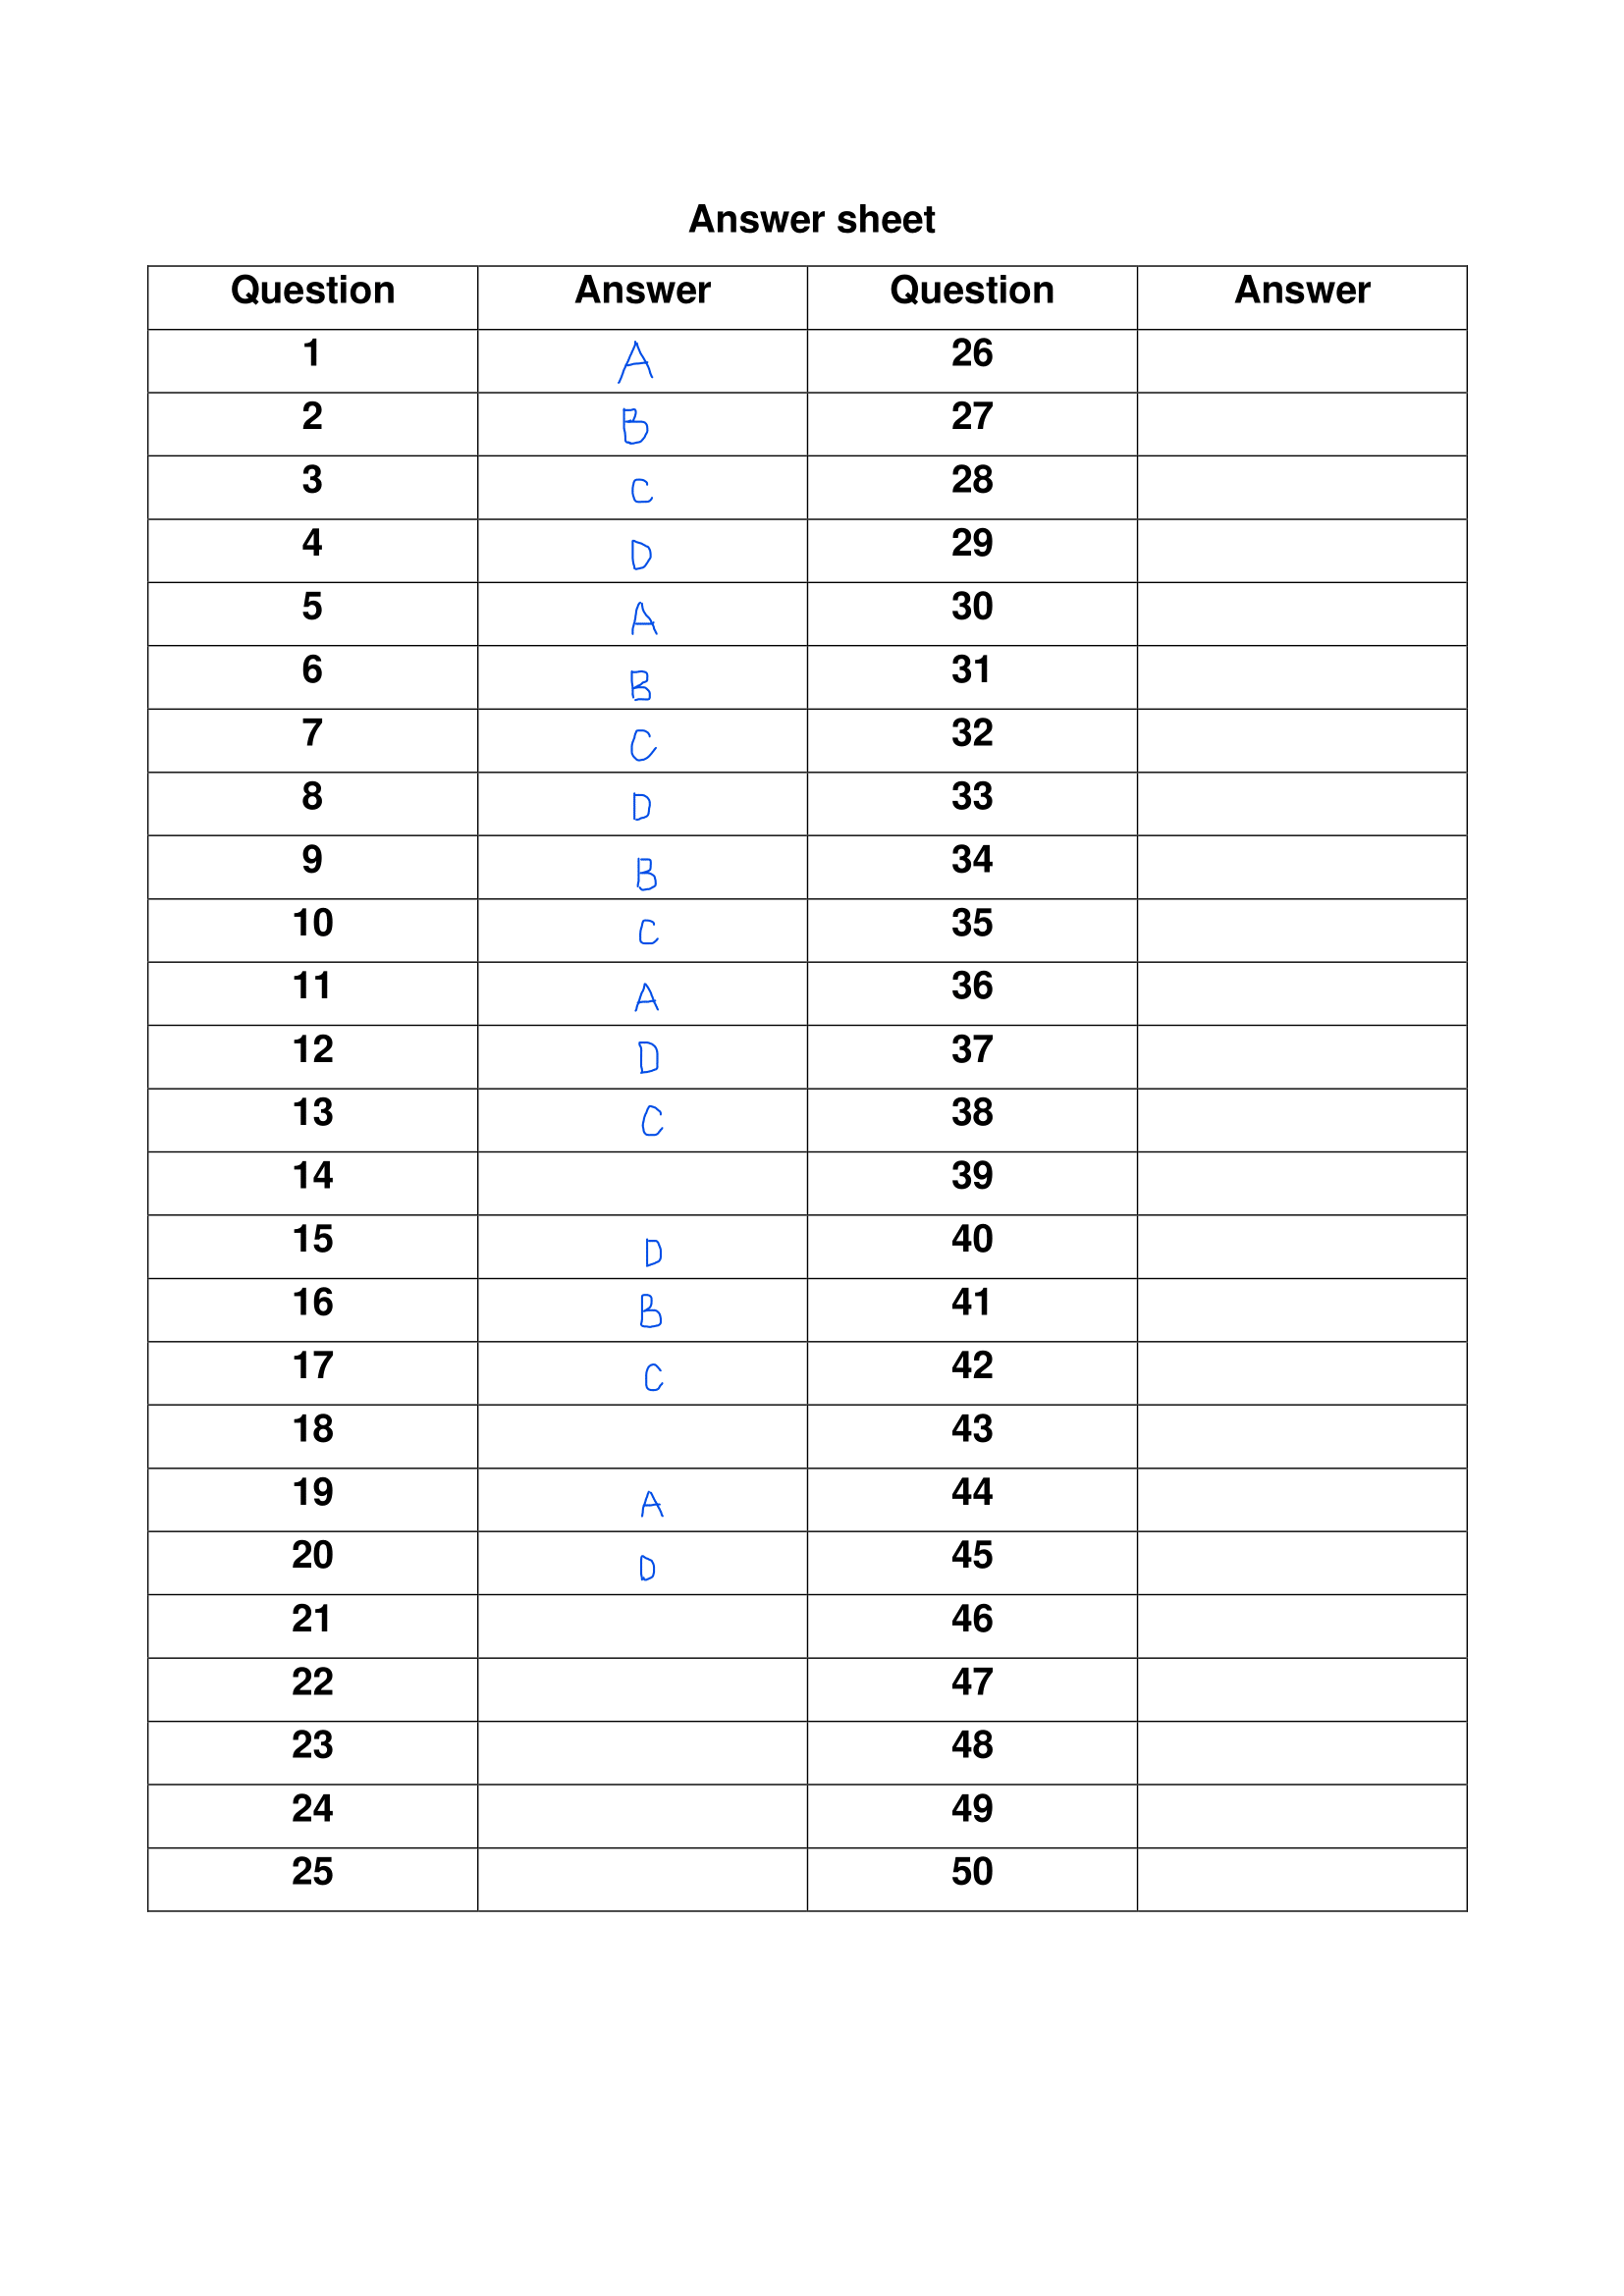 Answer sheet
Question Answer Question Answer
1 A 26
2 B 27
3 C 28
4 D 29
5 A 30
6 B 31
7 C 32
8 D 33
9 B 34
10 C 35
11 A 36
12 D 37
13 C 38
14 39
15 D 40
16 B 41
17 C 42
18 43
19 A 44
20 D 45
21 46
22 47
23 48
24 49
25 50